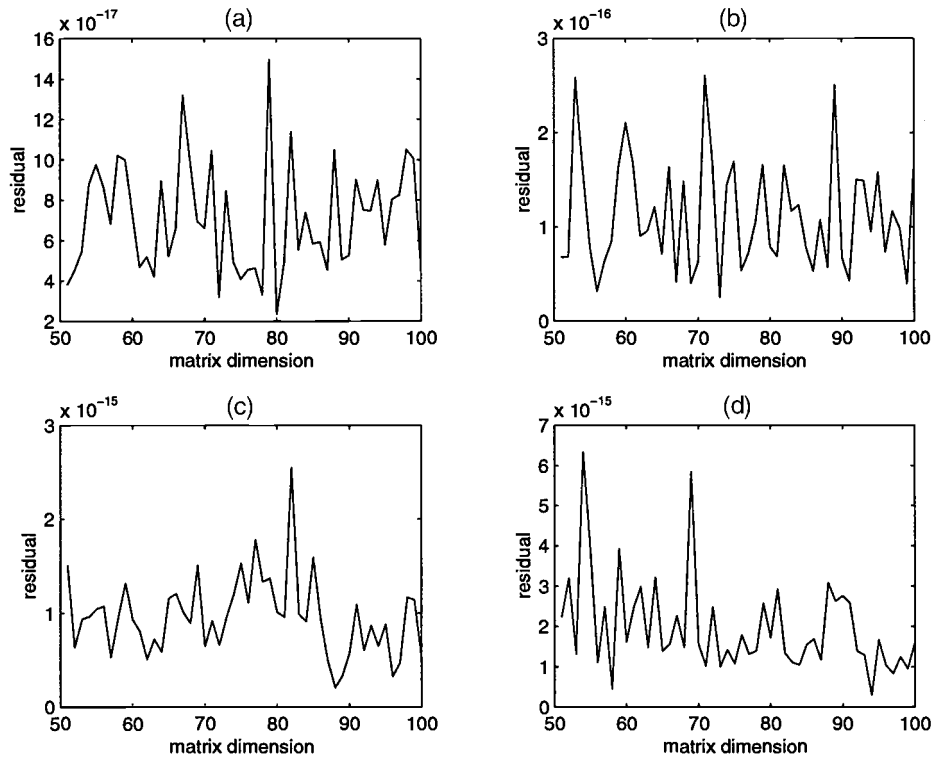 (a)
x 10⁻¹⁷
16
14
12
10
8
6
4
2
residual
50 60 70 80 90 100
matrix dimension
(b)
x 10⁻¹⁶
3
2
1
0
residual
50 60 70 80 90 100
matrix dimension
(c)
x 10⁻¹⁵
3
2
1
0
residual
50 60 70 80 90 100
matrix dimension
(d)
x 10⁻¹⁵
7
6
5
4
3
2
1
0
residual
50 60 70 80 90 100
matrix dimension